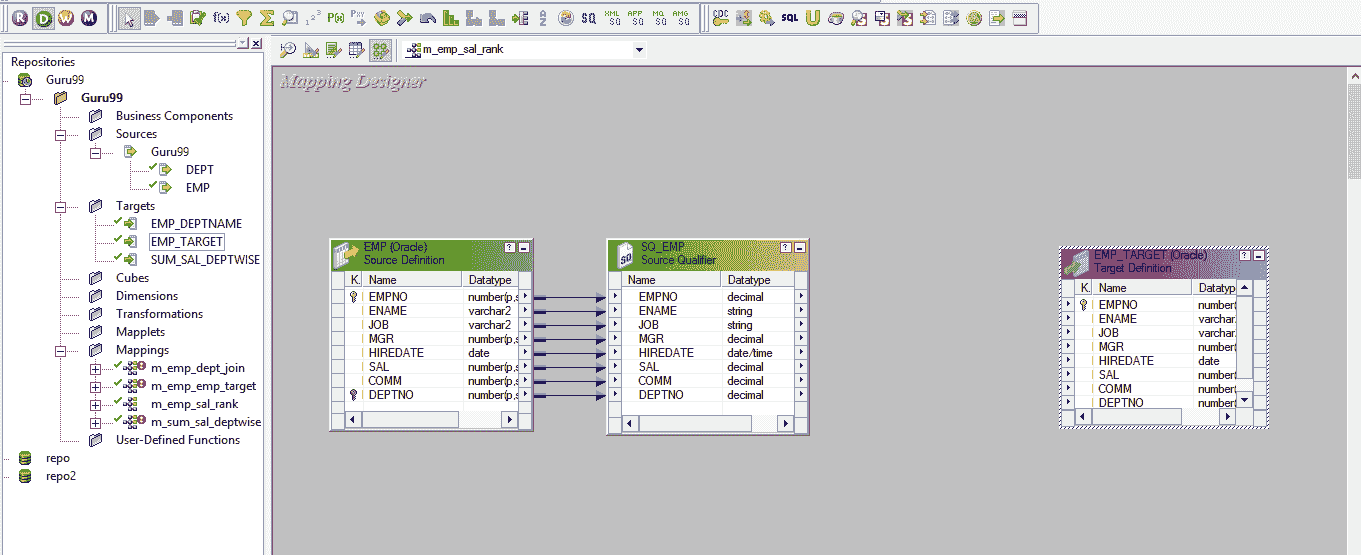 R D W M f(x) Σ 1 2 3 P(x) Pxy A Z SQ XML SQ APP SQ MQ SQ AMG SQ CDC SQL U
m_emp_sal_rank
Repositories
Guru99
Guru99
Business Components
Sources
Guru99
DEPT
EMP
Targets
EMP_DEPTNAME
EMP_TARGET
SUM_SAL_DEPTWISE
Cubes
Dimensions
Transformations
Mapplets
Mappings
m_emp_dept_join
m_emp_emp_target
m_emp_sal_rank
m_sum_sal_deptwise
User-Defined Functions
repo
repo2
Mapping Designer
EMP (Oracle)
Source Definition
K. Name Datatype
EMPNO number(p,s
ENAME varchar2
JOB varchar2
MGR number(p,s
HIREDATE date
SAL number(p,s
COMM number(p,s
DEPTNO number(p,s
SQ
SQ_EMP
Source Qualifier
Name Datatype
EMPNO decimal
ENAME string
JOB string
MGR decimal
HIREDATE date/time
SAL decimal
COMM decimal
DEPTNO decimal
EMP_TARGET (Oracle)
Target Definition
K. Name Datatyp
EMPNO number(
ENAME varchar.
JOB varchar.
MGR number(
HIREDATE date
SAL number(
COMM number(
DEPTNO number(